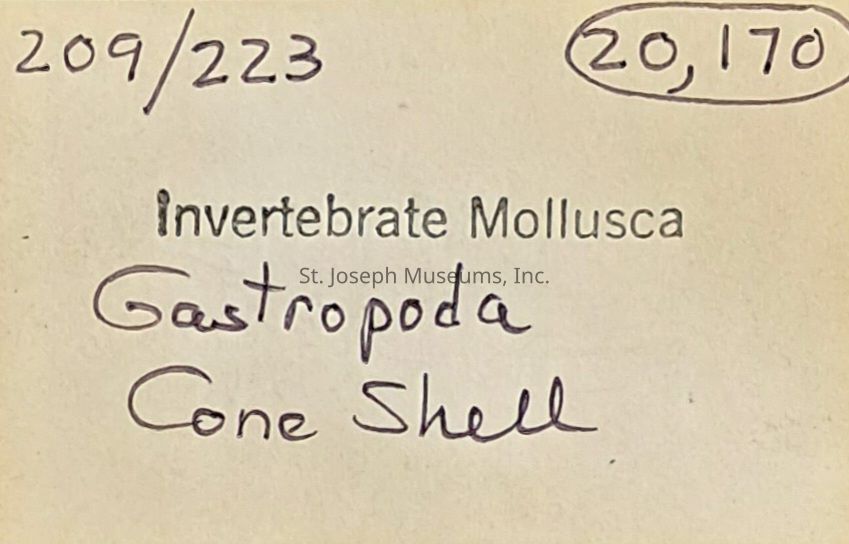 209/223 20,170
Invertebrate Mollusca
St. Joseph Museums, Inc.
Gastropoda
Cone Shell